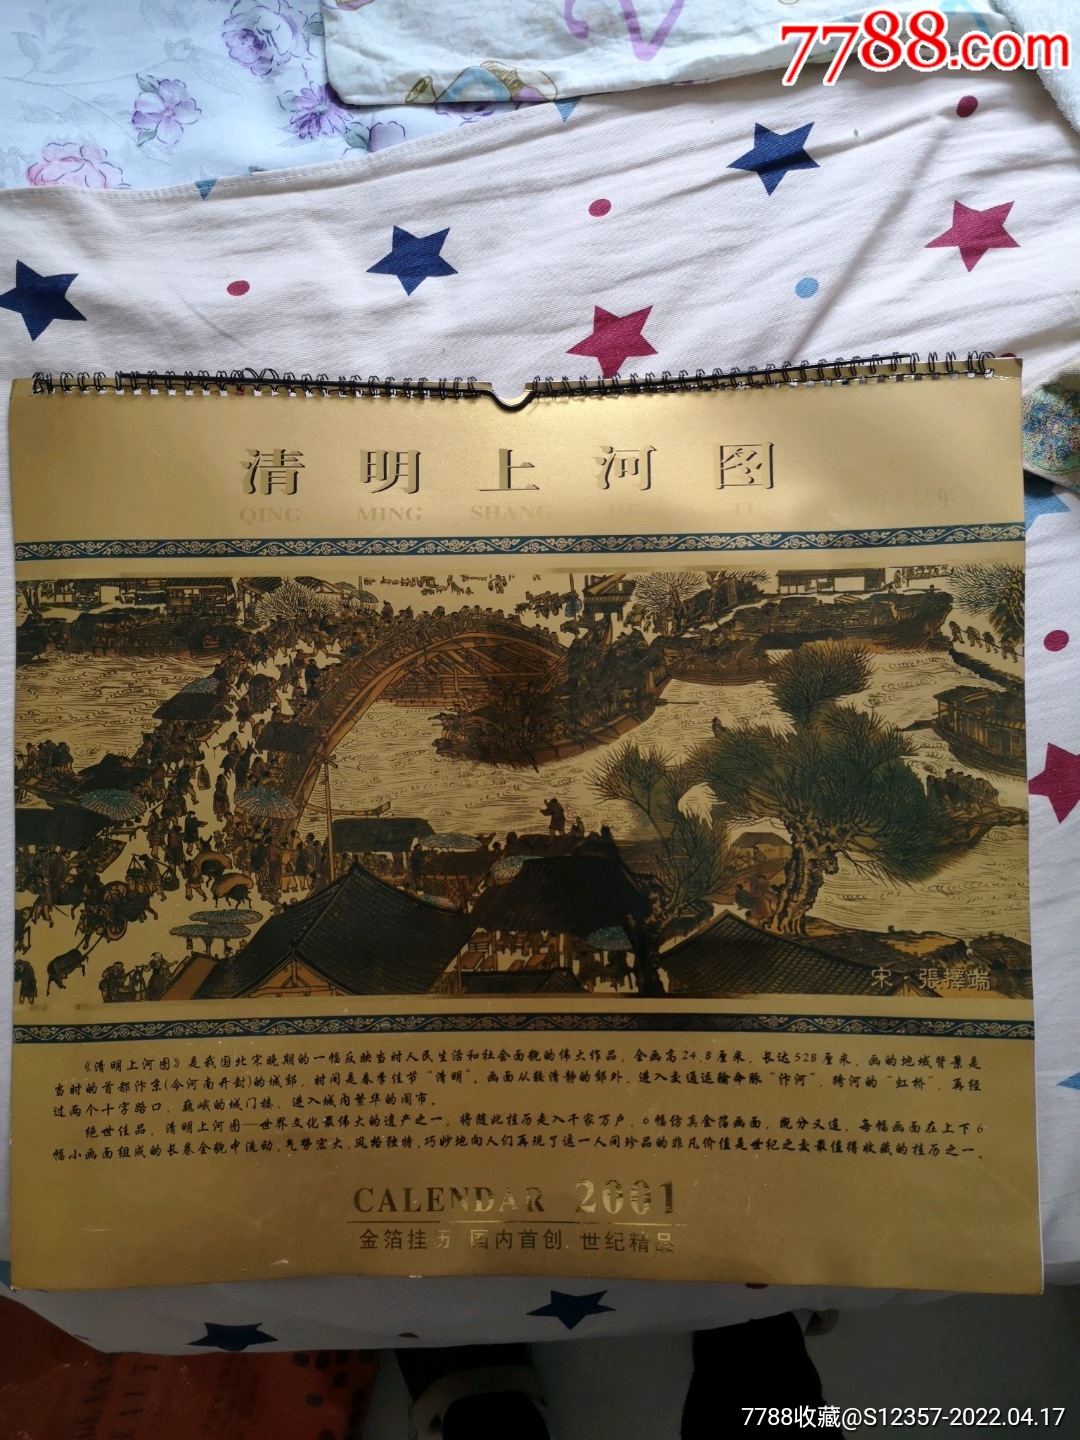 7788.com
清明上河图
QING MING SHANG TU
宋·張擇端
《清明上河图》是我国北宋晚期的一幅反映当时人民生活和社会面貌的伟大作品，全画高24.8厘米，长达528厘米，画的地域背景是
当时的首都汴京(今河南开封)的城郊，时间是春季佳节“清明”。画面从轻清静的郊外，进入交通运输命脉“汴河”，跨河的“虹桥”，再经
过两个十字路口，巍峨的城门楼，进入城内繁华的闹市。
绝世佳品，清明上河图—世界文化最伟大的遗产之一，将随此挂历走入千家万户，6幅仿真金箔画面，既分又连，每幅画面在上下6
幅小画面组成的长卷全貌中流动，气势宏大，风格独特，巧妙地向人们再现了这一人间珍品的非凡价值是世纪之交最值得收藏的挂历之一。
CALENDAR 2001
金箔挂历 国内首创 世纪精品
7788收藏@S12357-2022.04.17